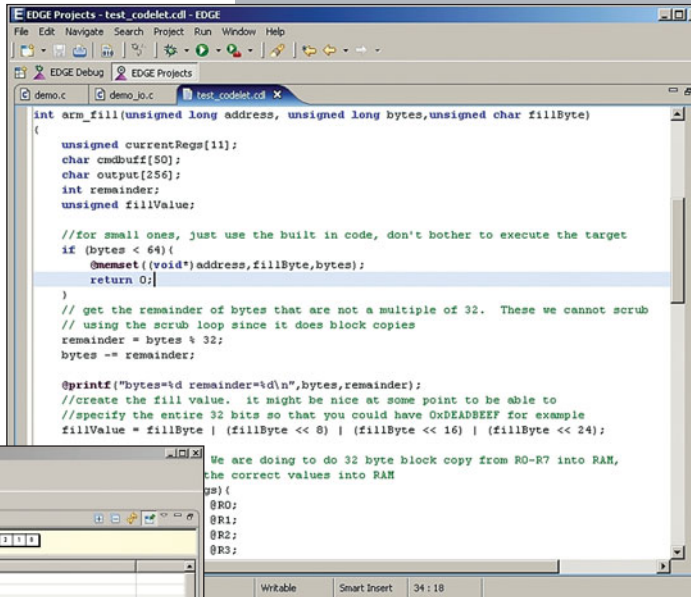 EDGE Projects - test_codelet.cdl - EDGE
File Edit Navigate Search Project Run Window Help
EDGE Debug EDGE Projects
demo.c demo_io.c test_codelet.cdl
int arm_fill(unsigned long address, unsigned long bytes,unsigned char fillByte)
{
unsigned currentRegs[11];
char cmdbuff[50];
char output[256];
int remainder;
unsigned fillValue;
//for small ones, just use the built in code, don't bother to execute the target
if (bytes < 64){
@memset((void*)address,fillByte,bytes);
return 0;
}
// get the remainder of bytes that are not a multiple of 32. These we cannot scrub
// using the scrub loop since it does block copies
remainder = bytes % 32;
bytes -= remainder;
@printf("bytes=%d remainder=%d\n",bytes,remainder);
//create the fill value. it might be nice at some point to be able to
//specify the entire 32 bits so that you could have 0xDEADBEEF for example
fillValue = fillByte | (fillByte << 8) | (fillByte << 16) | (fillByte << 24);
We are doing to do 32 byte block copy from R0-R7 into RAM,
the correct values into RAM
gs){
@R0;
@R1;
@R2;
@R3;
Writable Smart Insert 34 : 18